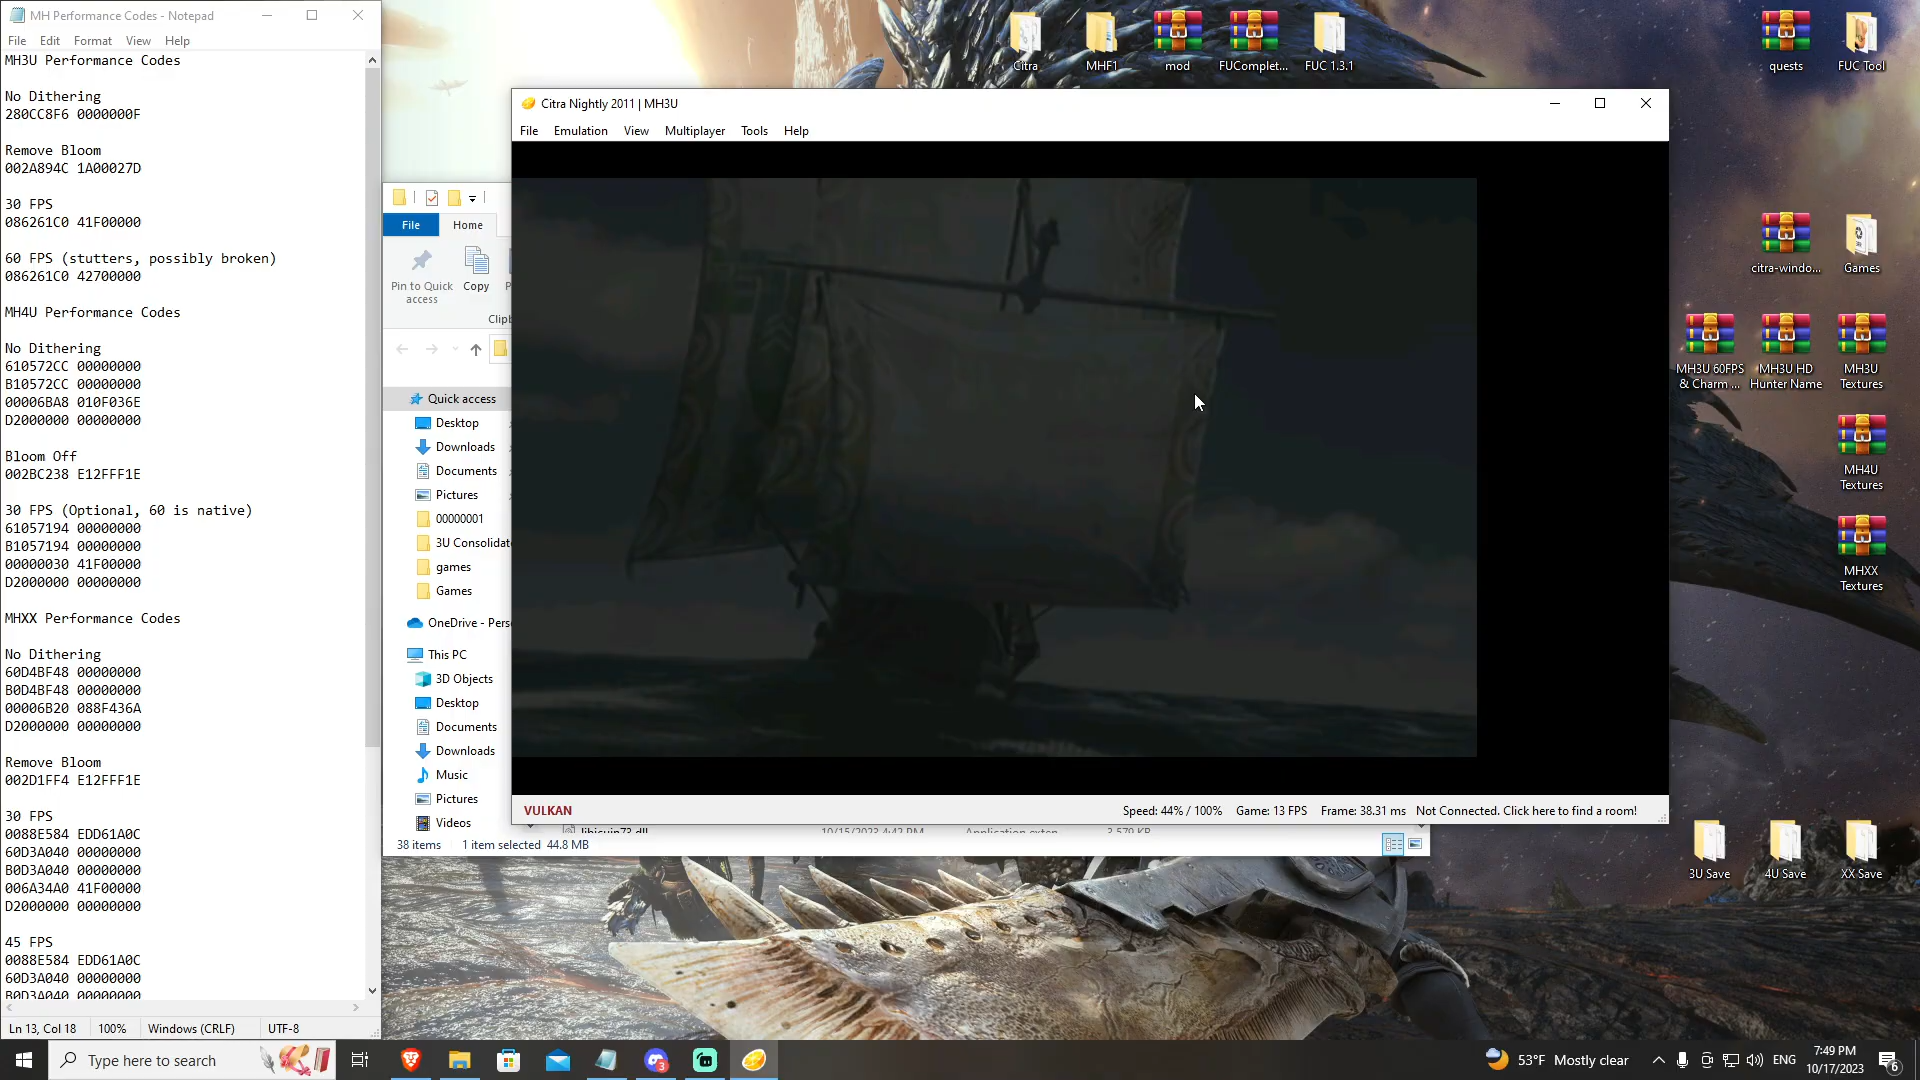 MH Performance Codes - Notepad
File Edit Format View Help
MH3U Performance Codes
No Dithering
280CC8F6 0000000F
Remove Bloom
002A894C 1A00027D
30 FPS
086261C0 41F00000
60 FPS (stutters, possibly broken)
086261C0 42700000
MH4U Performance Codes
No Dithering
610572CC 00000000
B10572CC 00000000
00006BA8 010F036E
D2000000 00000000
Bloom Off
002BC238 E12FFF1E
30 FPS (Optional, 60 is native)
61057194 00000000
B1057194 00000000
00000030 41F00000
D2000000 00000000
MHXX Performance Codes
No Dithering
60D4BF48 00000000
B0D4BF48 00000000
00006B20 088F436A
D2000000 00000000
Remove Bloom
002D1FF4 E12FFF1E
30 FPS
0088E584 EDD61A0C
60D3A040 00000000
B0D3A040 00000000
006A34A0 41F00000
D2000000 00000000
45 FPS
0088E584 EDD61A0C
60D3A040 00000000
B0D3A040 00000000
Ln 13, Col 18 100% Windows (CRLF) UTF-8
Citra
MHF1
mod
FUComplet...
FUC 1.3.1
quests
FUC Tool
Citra Nightly 2011 | MH3U
File Emulation View Multiplayer Tools Help
VULKAN
Speed: 44% / 100% Game: 13 FPS Frame: 38.31 ms Not Connected. Click here to find a room!
File Home
Pin to Quick access
Copy
P
Clipb
Quick access
Desktop
Downloads
Documents
Pictures
00000001
3U Consolidat
games
Games
OneDrive - Pers
This PC
3D Objects
Desktop
Documents
Downloads
Music
Pictures
Videos
38 items 1 item selected 44.8 MB
citra-windo...
Games
MH3U 60FPS & Charm ...
MH3U HD Hunter Name
MH3U Textures
MH4U Textures
MHXX Textures
3U Save
4U Save
XX Save
Type here to search
3
53°F Mostly clear
ENG
7:49 PM
10/17/2023
6